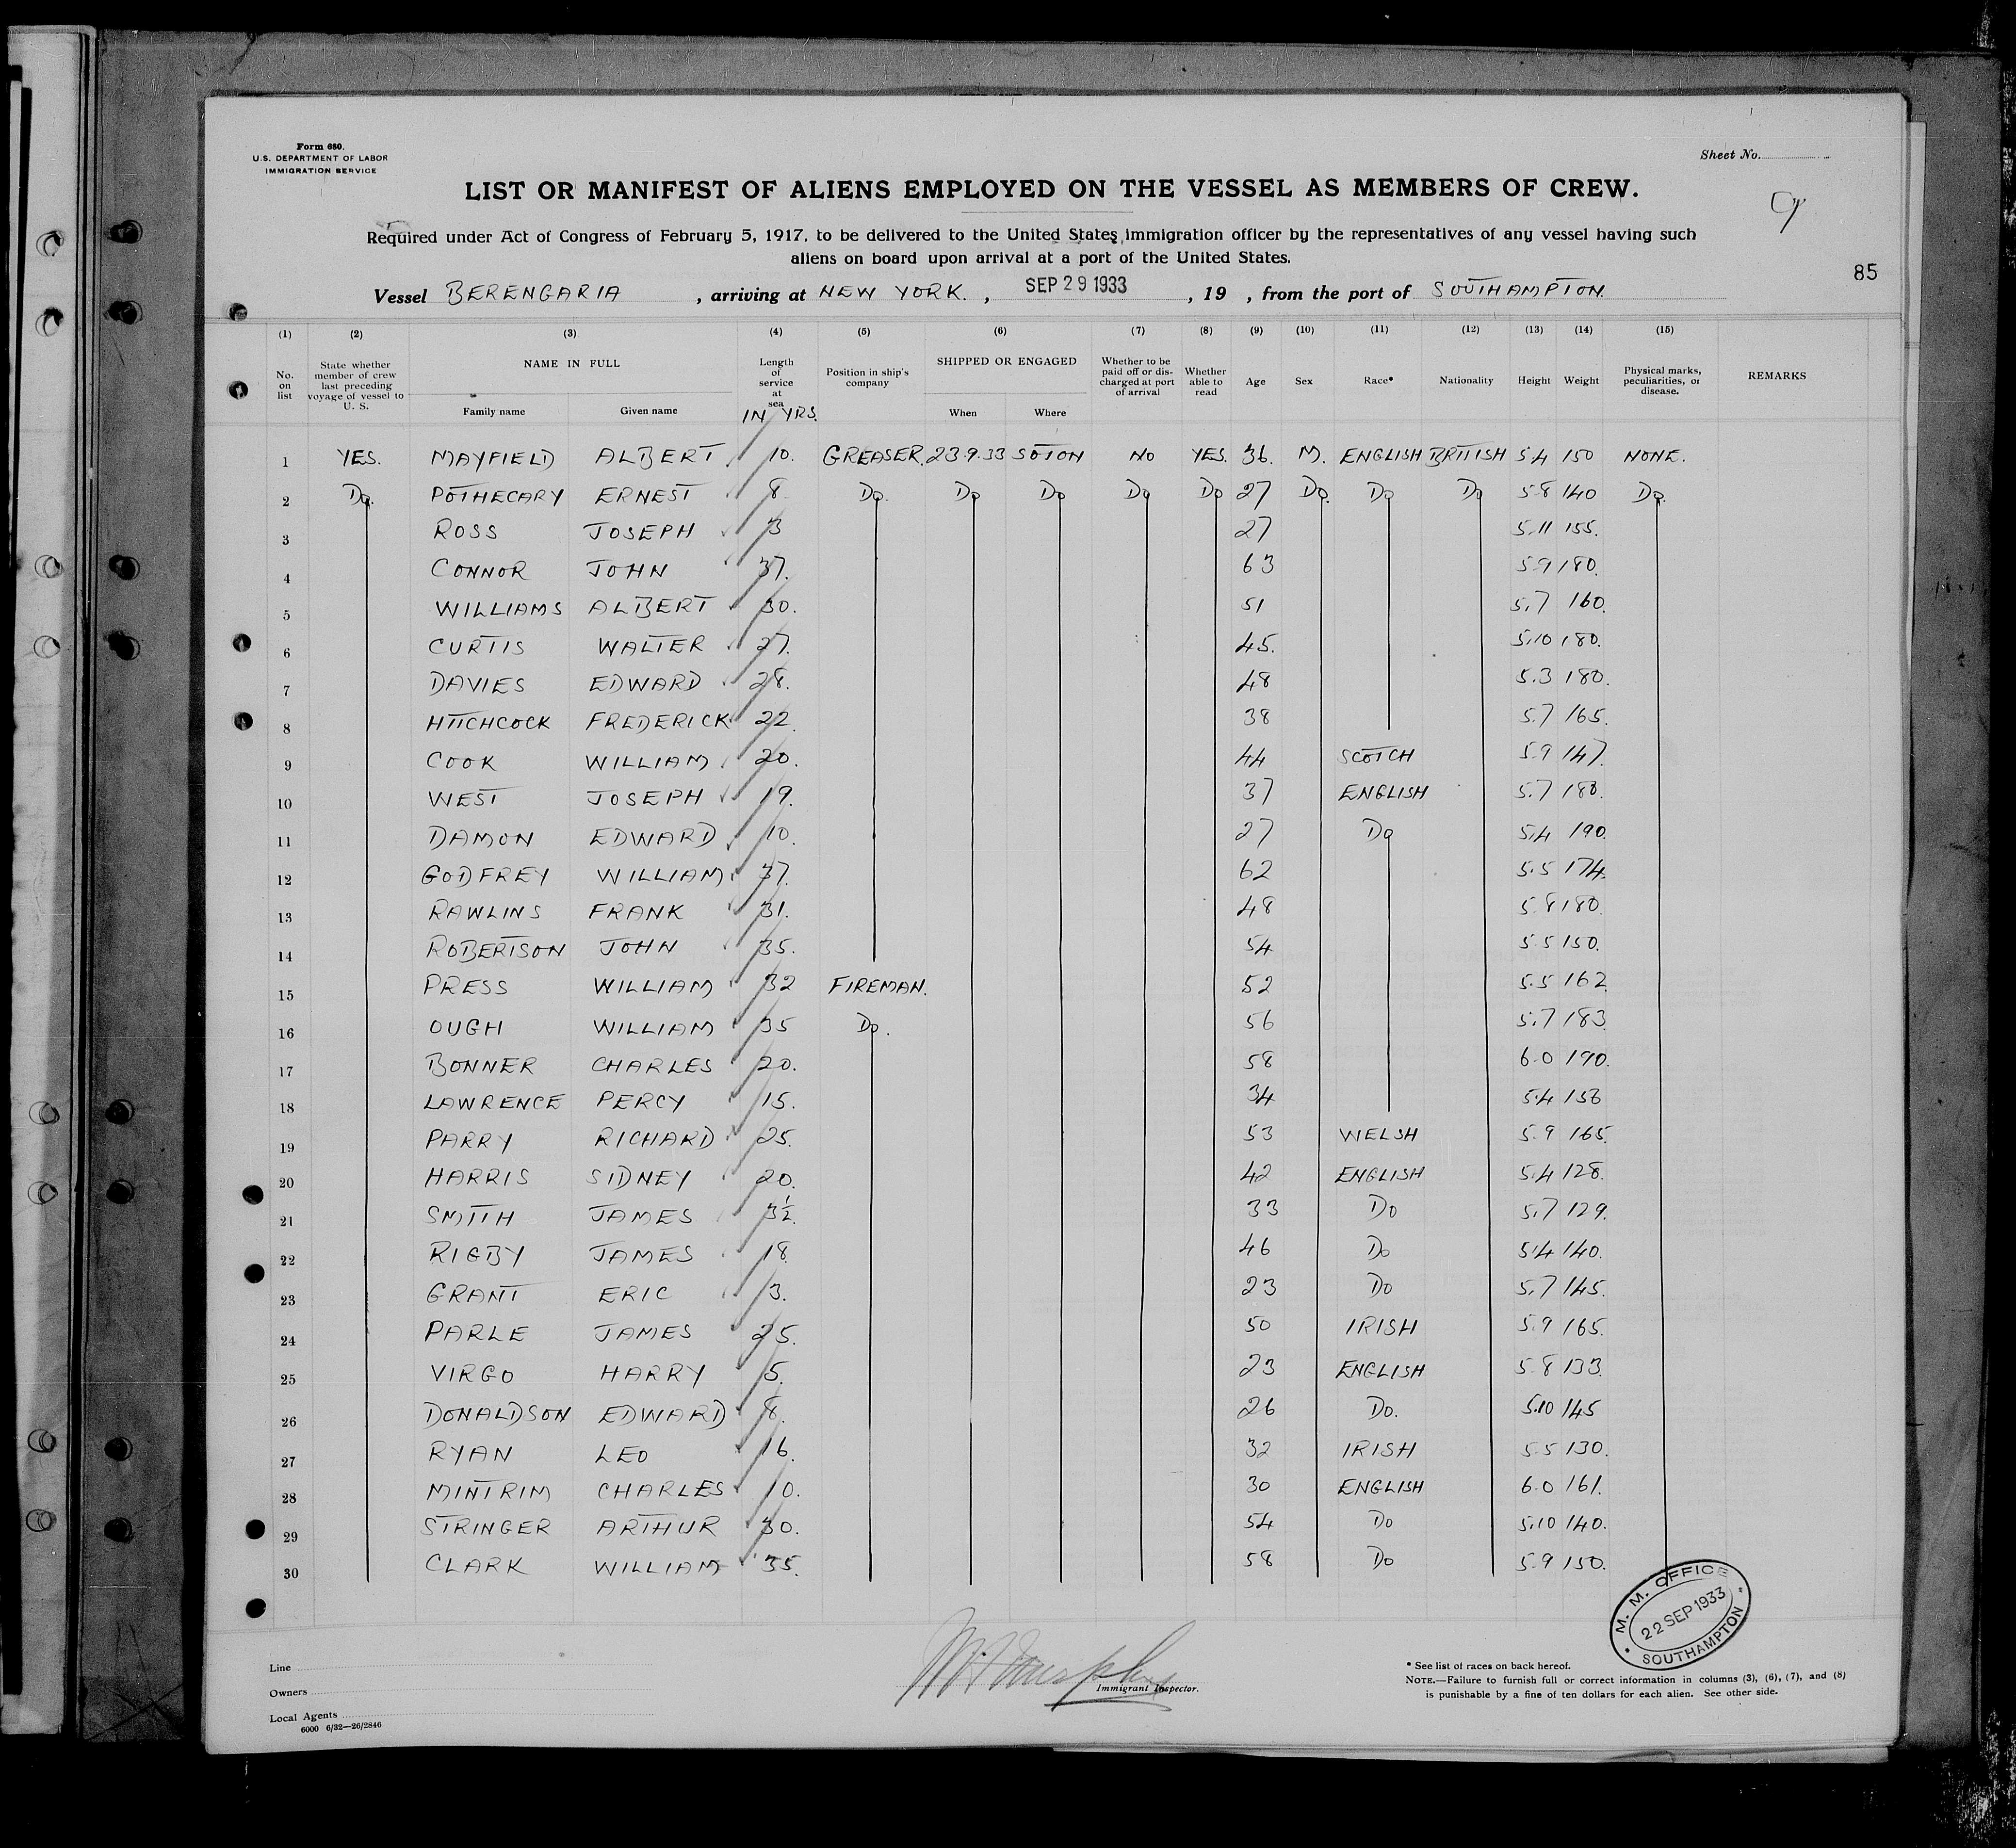 Form 680.
U.S. DEPARTMENT OF LABOR
IMMIGRATION SERVICE
Sheet No.
LIST OR MANIFEST OF ALIENS EMPLOYED ON THE VESSEL AS MEMBERS OF CREW.
9
Required under Act of Congress of February 5, 1917, to be delivered to the United States immigration officer by the representatives of any vessel having such
aliens on board upon arrival at a port of the United States.
85
Vessel BERENGARIA, arriving at NEW YORK., SEP 29 1933, 19 , from the port of SOUTHAMPTON.
(1) (2) (3) (4) (5) (6) (7) (8) (9) (10) (11) (12) (13) (14) (15)
No. on list State whether member of crew last preceding voyage of vessel to U. S. NAME IN FULL Family name Given name Length of service at sea IN YRS. Position in ship's company SHIPPED OR ENGAGED When Where Whether to be paid off or discharged at port of arrival Whether able to read Age Sex Race* Nationality Height Weight Physical marks, peculiarities, or disease. REMARKS
1 YES. MAYFIELD ALBERT 10. GREASER. 23.9.33 SOTON NO YES. 36. M. ENGLISH BRITISH 5.4 150 NONE.
2 Do. POTHECARY ERNEST 8 Do. Do Do Do Do 27 Do. Do Do 5.8 140 Do.
3 ROSS JOSEPH 3 27 5.11 155.
4 CONNOR JOHN 37. 63 5.9 180.
5 WILLIAMS ALBERT 30. 51 5.7 160.
6 CURTIS WALTER 27. 45. 5.10 180.
7 DAVIES EDWARD 28. 48 5.3 180.
8 HITCHCOCK FREDERICK 22 38 5.7 165.
9 COOK WILLIAM 20. 44 SCOTCH 5.9 147.
10 WEST JOSEPH 19. 37 ENGLISH 5.7 188.
11 DAMON EDWARD 10. 27 Do 5.4 190.
12 GODFREY WILLIAM 37. 62 5.5 174.
13 RAWLINS FRANK 31. 48 5.8 180.
14 ROBERTSON JOHN 35. 54 5.5 150.
15 PRESS WILLIAM 32 FIREMAN. 52 5.5 162
16 OUGH WILLIAM 35 Do. 56 5.7 183.
17 BONNER CHARLES 20. 58 6.0 190.
18 LAWRENCE PERCY 15. 34 5.4 156
19 PARRY RICHARD 25. 53 WELSH 5.9 165.
20 HARRIS SIDNEY 20. 42 ENGLISH 5.4 128.
21 SMITH JAMES 3½. 33 Do 5.7 129.
22 RIGBY JAMES 18. 46 Do 5.4 140.
23 GRANT ERIC 3. 23 Do 5.7 145.
24 PARLE JAMES 25. 50 IRISH 5.9 165.
25 VIRGO HARRY 5. 23 ENGLISH 5.8 133.
26 DONALDSON EDWARD 8. 26 Do. 5.10 145
27 RYAN LEO 16. 32 IRISH 5.5 130.
28 MINTRIM CHARLES 10. 30 ENGLISH 6.0 161.
29 STRINGER ARTHUR 30. 54 Do 5.10 140.
30 CLARK WILLIAM 35. 58 Do 5.9 150.
M. M. OFFICE
22 SEP 1933
SOUTHAMPTON
Line
Owners
Local Agents
6000 6/32—26/2846
Immigrant Inspector.
* See list of races on back hereof.
NOTE.—Failure to furnish full or correct information in columns (3), (6), (7), and (8)
is punishable by a fine of ten dollars for each alien. See other side.